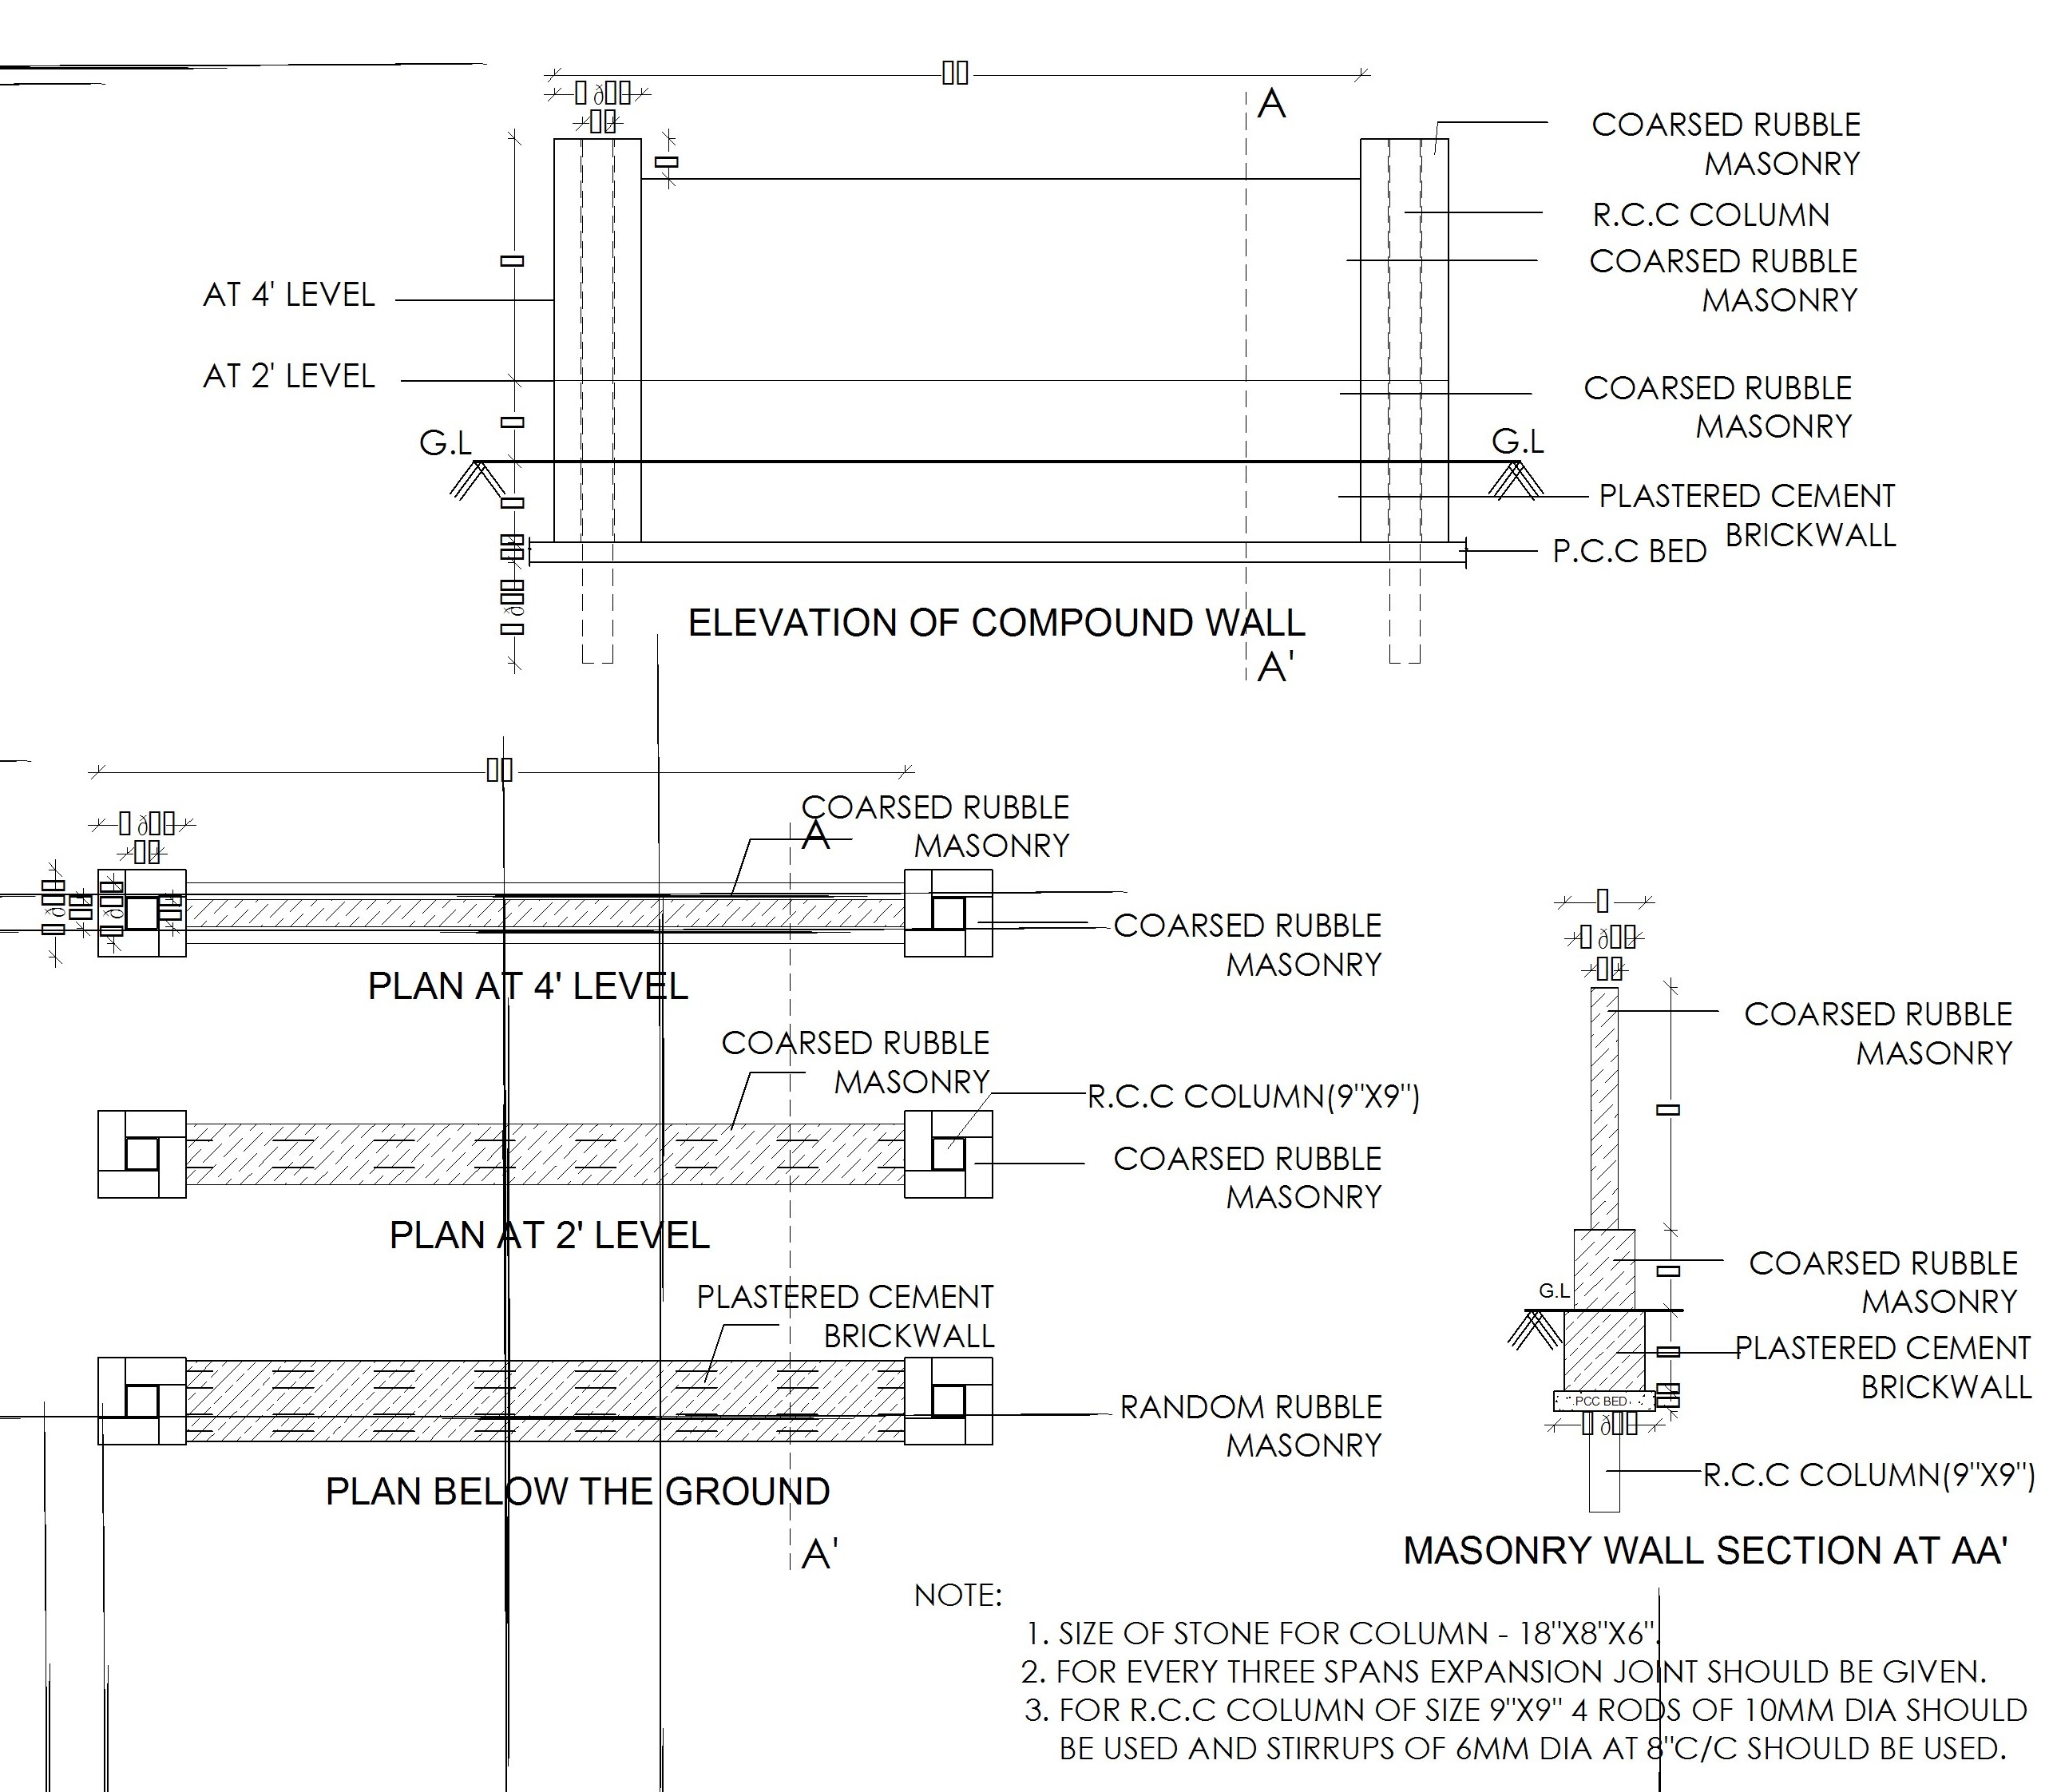 A
COARSED RUBBLE
MASONRY
R.C.C COLUMN
COARSED RUBBLE
MASONRY
AT 4' LEVEL
AT 2' LEVEL
COARSED RUBBLE
MASONRY
G.L
G.L
PLASTERED CEMENT
BRICKWALL
P.C.C BED
ELEVATION OF COMPOUND WALL
A'
COARSED RUBBLE
MASONRY
A
COARSED RUBBLE
MASONRY
PLAN AT 4' LEVEL
COARSED RUBBLE
MASONRY
R.C.C COLUMN(9"X9")
COARSED RUBBLE
MASONRY
PLAN AT 2' LEVEL
PLASTERED CEMENT
BRICKWALL
RANDOM RUBBLE
MASONRY
PLAN BELOW THE GROUND
A'
COARSED RUBBLE
MASONRY
COARSED RUBBLE
MASONRY
G.L
PLASTERED CEMENT
BRICKWALL
PCC BED
R.C.C COLUMN(9"X9")
MASONRY WALL SECTION AT AA'
NOTE:
1. SIZE OF STONE FOR COLUMN - 18"X8"X6".
2. FOR EVERY THREE SPANS EXPANSION JOINT SHOULD BE GIVEN.
3. FOR R.C.C COLUMN OF SIZE 9"X9" 4 RODS OF 10MM DIA SHOULD
BE USED AND STIRRUPS OF 6MM DIA AT 8"C/C SHOULD BE USED.